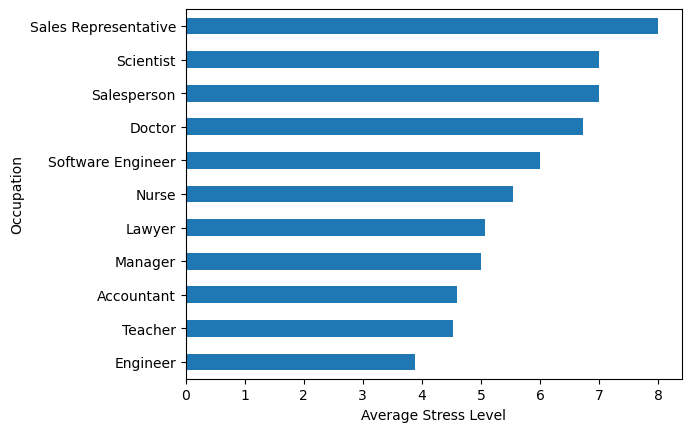 Sales Representative
Scientist
Salesperson
Doctor
Software Engineer
Nurse
Lawyer
Manager
Accountant
Teacher
Engineer
Occupation
0 1 2 3 4 5 6 7 8
Average Stress Level